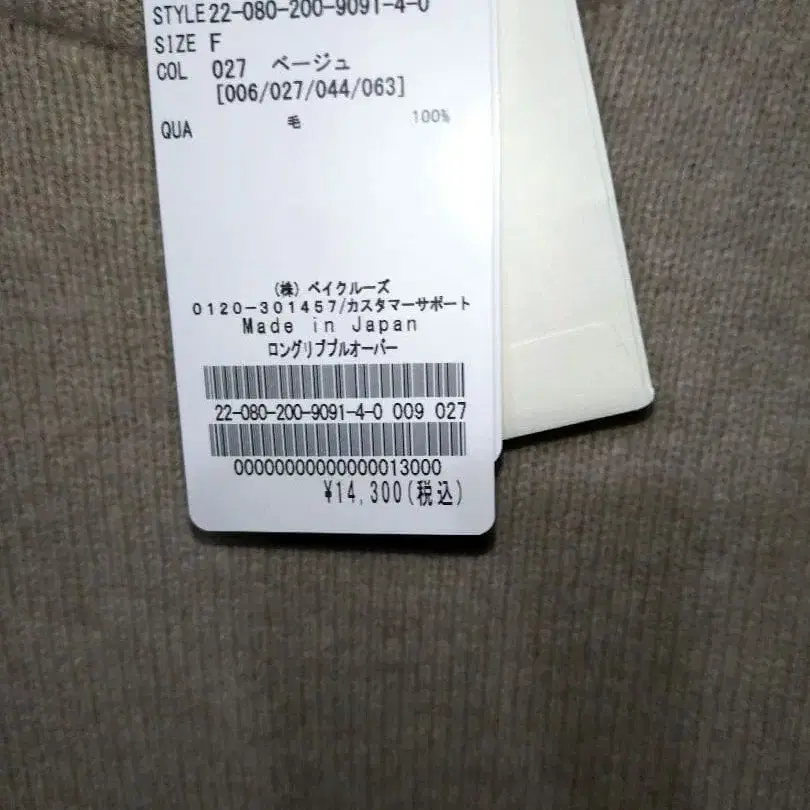 STYLE 22-080-200-9091-4-0
SIZE F
COL 027 ベージュ
[006/027/044/063]
QUA 毛 100%
(株) ベイクルーズ
0120-301457/カスタマーサポート
Made in Japan
ロングリブプルオーバー
22-080-200-9091-4-0 009 027
00000000000000013000
¥14,300(税込)